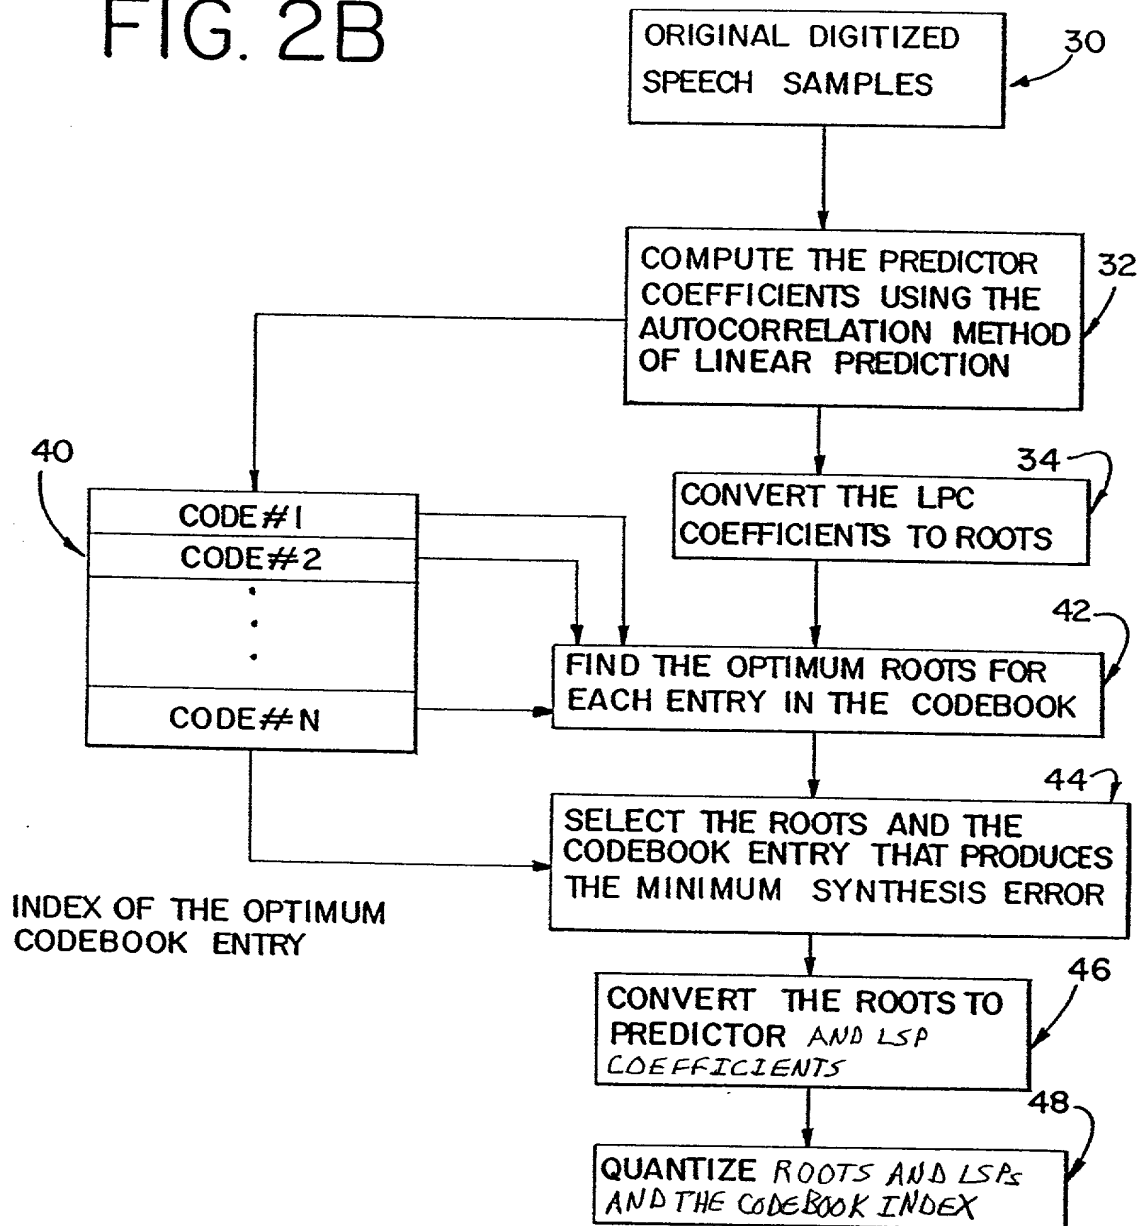 FIG. 2B
ORIGINAL DIGITIZED
SPEECH SAMPLES
30
COMPUTE THE PREDICTOR
COEFFICIENTS USING THE
AUTOCORRELATION METHOD
OF LINEAR PREDICTION
32
34
CONVERT THE LPC
COEFFICIENTS TO ROOTS
40
CODE#1
CODE#2
CODE#N
42
FIND THE OPTIMUM ROOTS FOR
EACH ENTRY IN THE CODEBOOK
44
SELECT THE ROOTS AND THE
CODEBOOK ENTRY THAT PRODUCES
THE MINIMUM SYNTHESIS ERROR
INDEX OF THE OPTIMUM
CODEBOOK ENTRY
46
CONVERT THE ROOTS TO
PREDICTOR AND LSP
COEFFICIENTS
48
QUANTIZE ROOTS AND LSPs
AND THE CODEBOOK INDEX